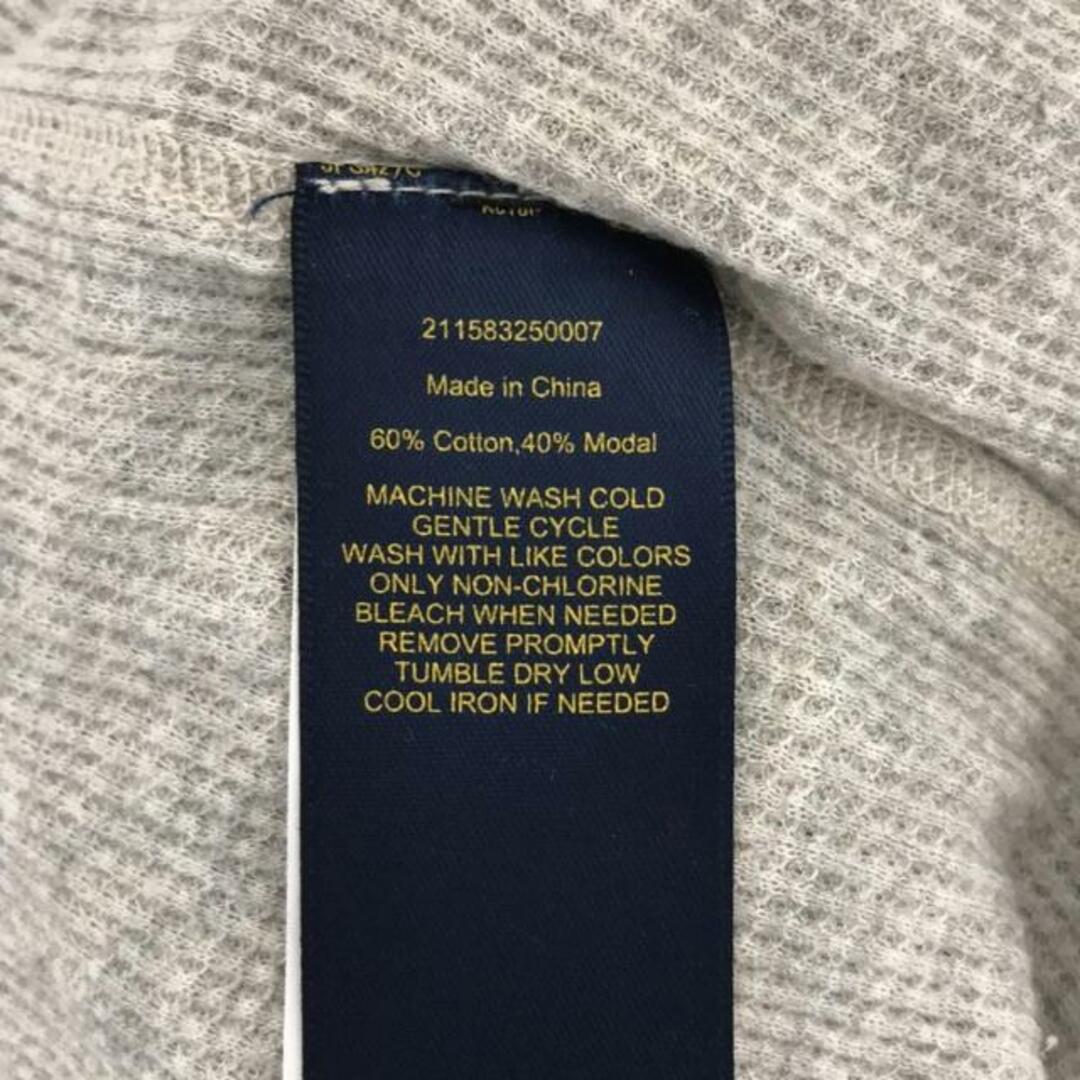 211583250007
Made in China
60% Cotton,40% Modal
MACHINE WASH COLD
GENTLE CYCLE
WASH WITH LIKE COLORS
ONLY NON-CHLORINE
BLEACH WHEN NEEDED
REMOVE PROMPTLY
TUMBLE DRY LOW
COOL IRON IF NEEDED